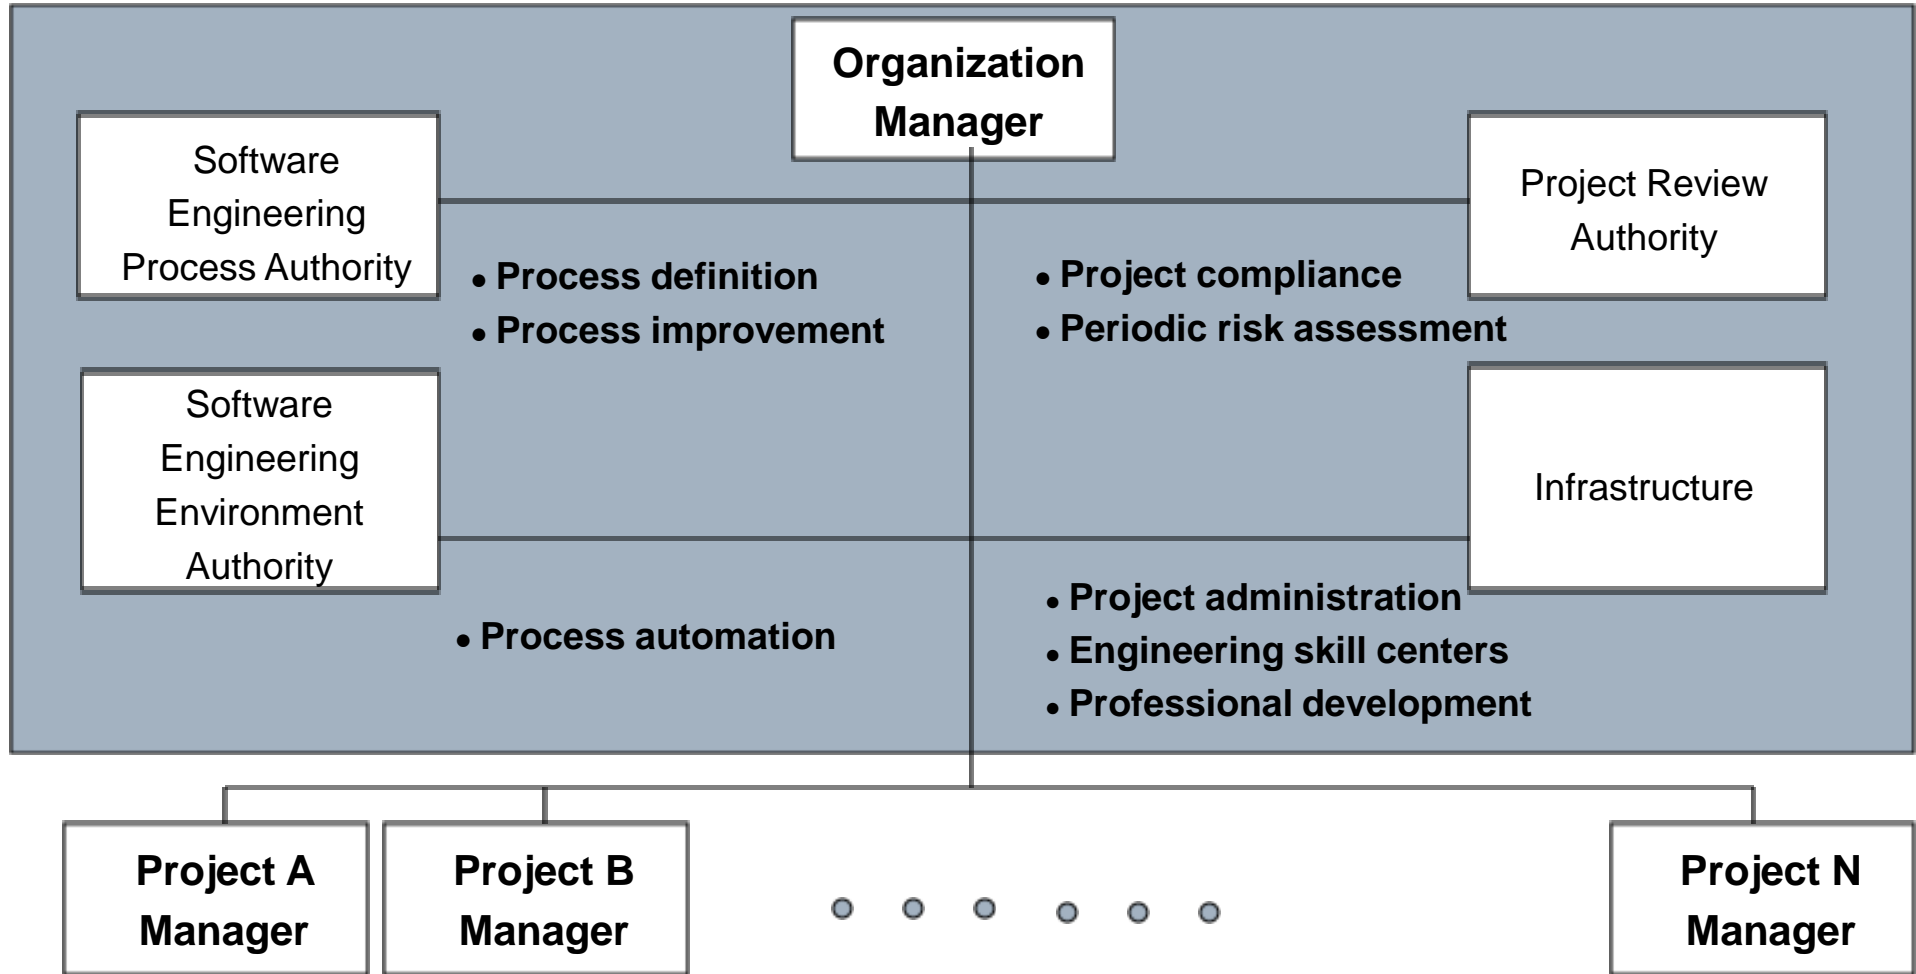 Organization
Manager
Software
Engineering
Process Authority
Project Review
Authority
• Process definition
• Process improvement
• Project compliance
• Periodic risk assessment
Software
Engineering
Environment
Authority
Infrastructure
• Process automation
• Project administration
• Engineering skill centers
• Professional development
Project A
Manager
Project B
Manager
Project N
Manager